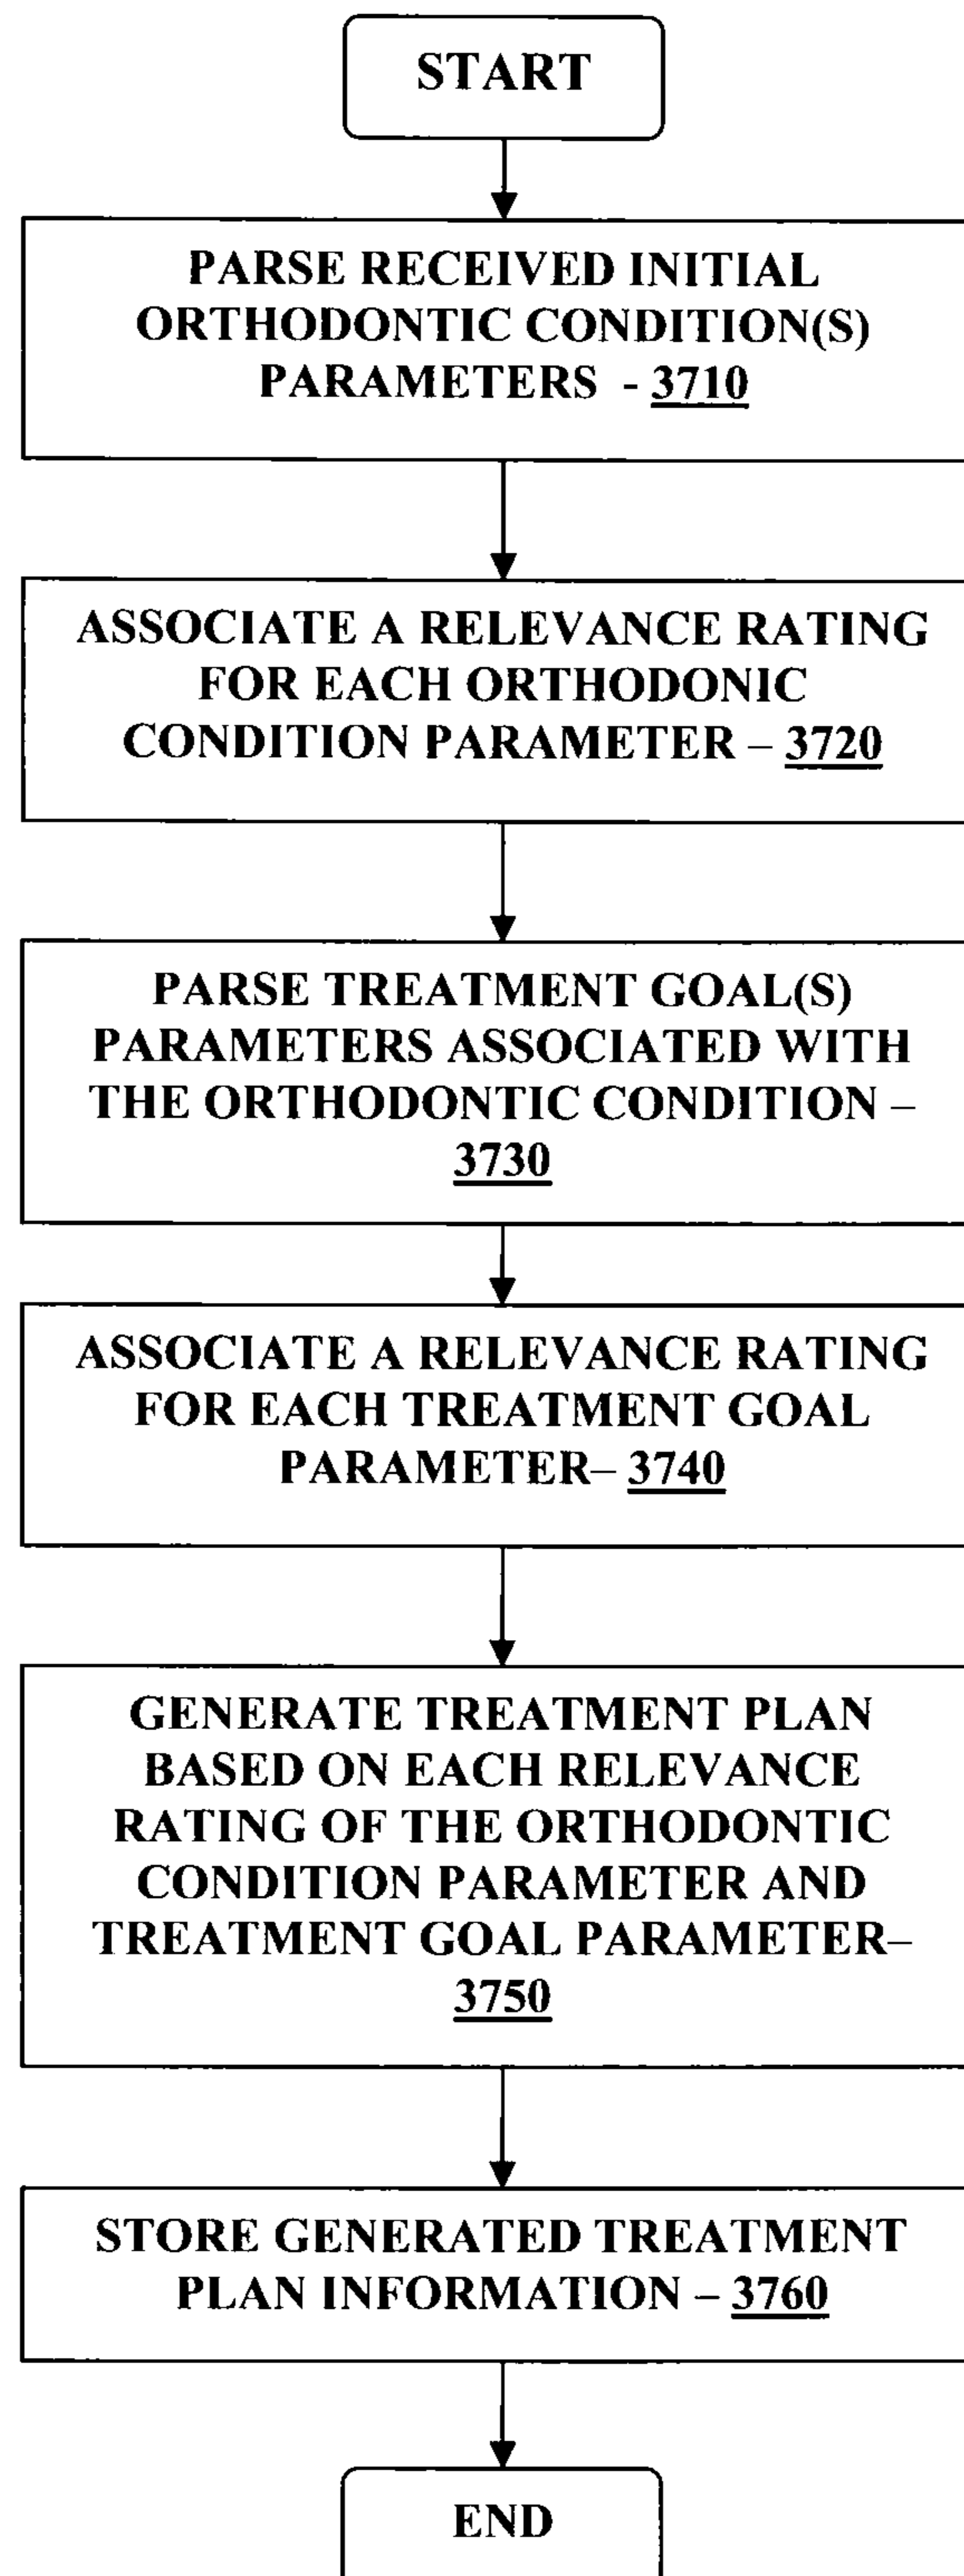 START
PARSE RECEIVED INITIAL
ORTHODONTIC CONDITION(S)
PARAMETERS - 3710
ASSOCIATE A RELEVANCE RATING
FOR EACH ORTHODONIC
CONDITION PARAMETER – 3720
PARSE TREATMENT GOAL(S)
PARAMETERS ASSOCIATED WITH
THE ORTHODONTIC CONDITION –
3730
ASSOCIATE A RELEVANCE RATING
FOR EACH TREATMENT GOAL
PARAMETER– 3740
GENERATE TREATMENT PLAN
BASED ON EACH RELEVANCE
RATING OF THE ORTHODONTIC
CONDITION PARAMETER AND
TREATMENT GOAL PARAMETER–
3750
STORE GENERATED TREATMENT
PLAN INFORMATION – 3760
END